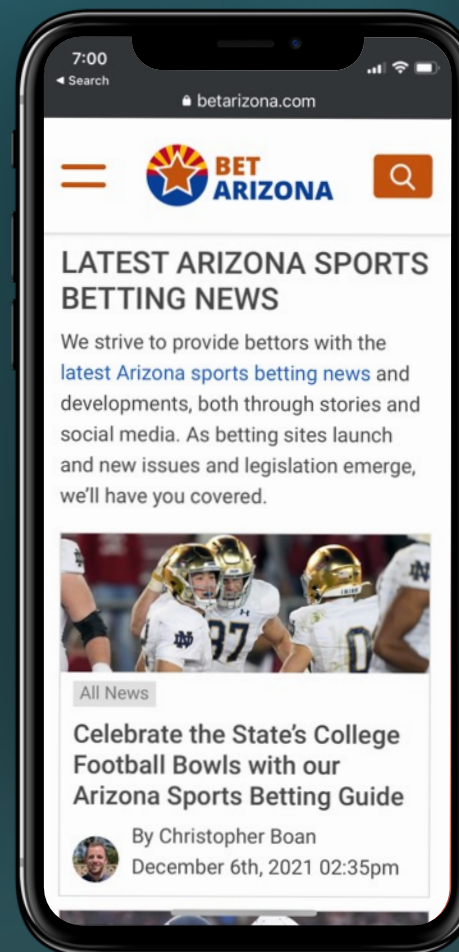 7:00
◀ Search
betarizona.com
BET
ARIZONA
LATEST ARIZONA SPORTS
BETTING NEWS
We strive to provide bettors with the
latest Arizona sports betting news and
developments, both through stories and
social media. As betting sites launch
and new issues and legislation emerge,
we'll have you covered.
87
0
All News
Celebrate the State's College
Football Bowls with our
Arizona Sports Betting Guide
By Christopher Boan
December 6th, 2021 02:35pm